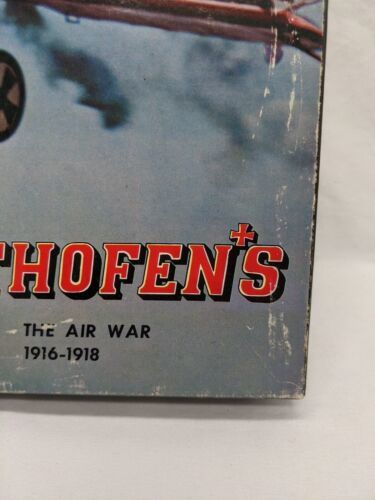 THOFEN'S
THE AIR WAR
1916-1918